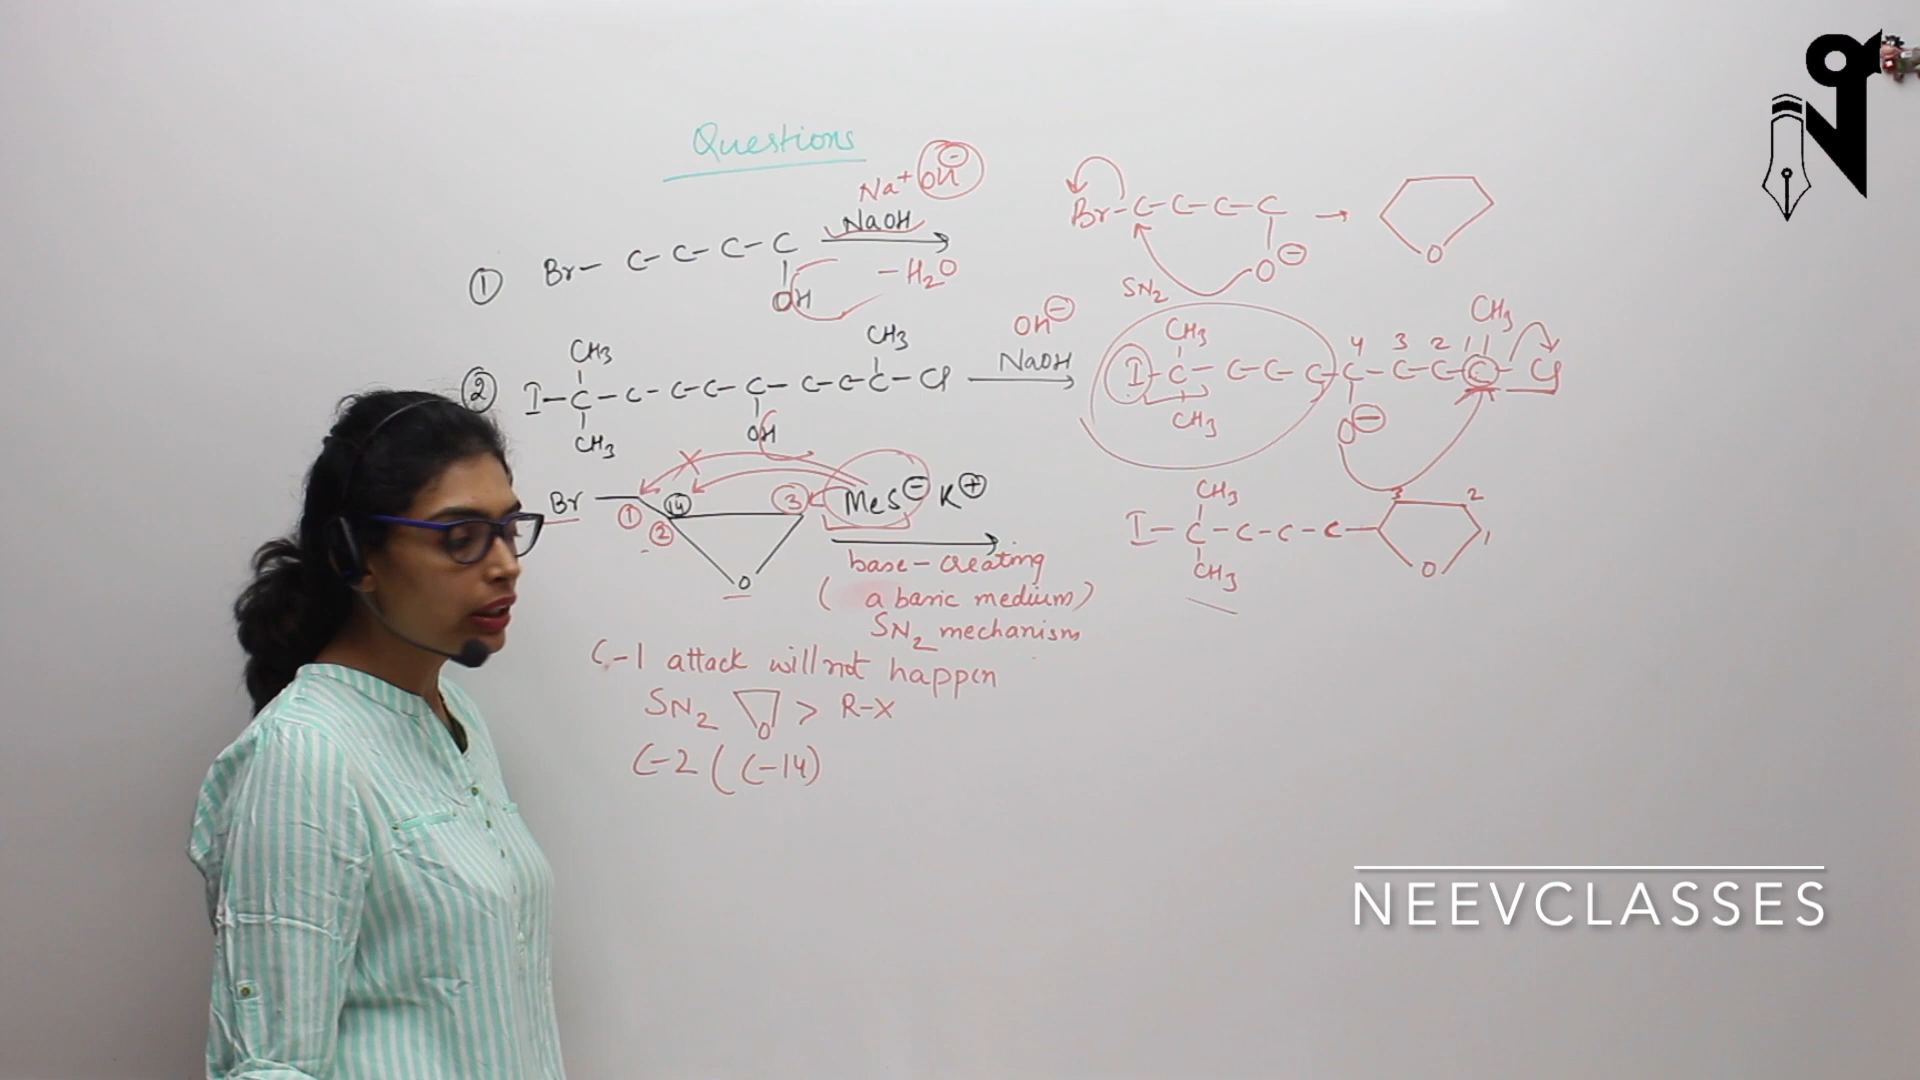 Questions
Na+ OH-
NaOH
① Br- C- C- C- C
OH
-H2O
Br-C-C-C-C →
O-
SN2
O
② I-C-C-C-C-C-C-C-C-Cl
CH3
CH3
CH3
OH
OH-
NaOH
CH3
CH3
I-C-C-C-C-C-C-C-C-Cl
4 3 2 1
CH3
O-
Br
① ⑭ ③
②
O
MeS- K+
base-creating
( a basic medium)
SN2 mechanism
CH3
I-C-C-C-C-
CH3
3 2
1
O
C-1 attack will not happen
SN2 O > R-X
C-2 ( C-14)
NEEVCLASSES